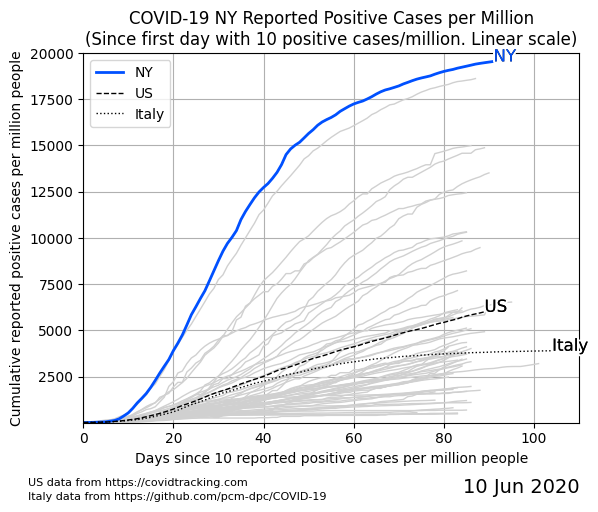 COVID-19 NY Reported Positive Cases per Million
(Since first day with 10 positive cases/million. Linear scale)
Cumulative reported positive cases per million people
20000
17500
15000
12500
10000
7500
5000
2500
NY
US
Italy
NY
US
Italy
0
20
40
60
80
100
Days since 10 reported positive cases per million people
US data from https://covidtracking.com
Italy data from https://github.com/pcm-dpc/COVID-19
10 Jun 2020